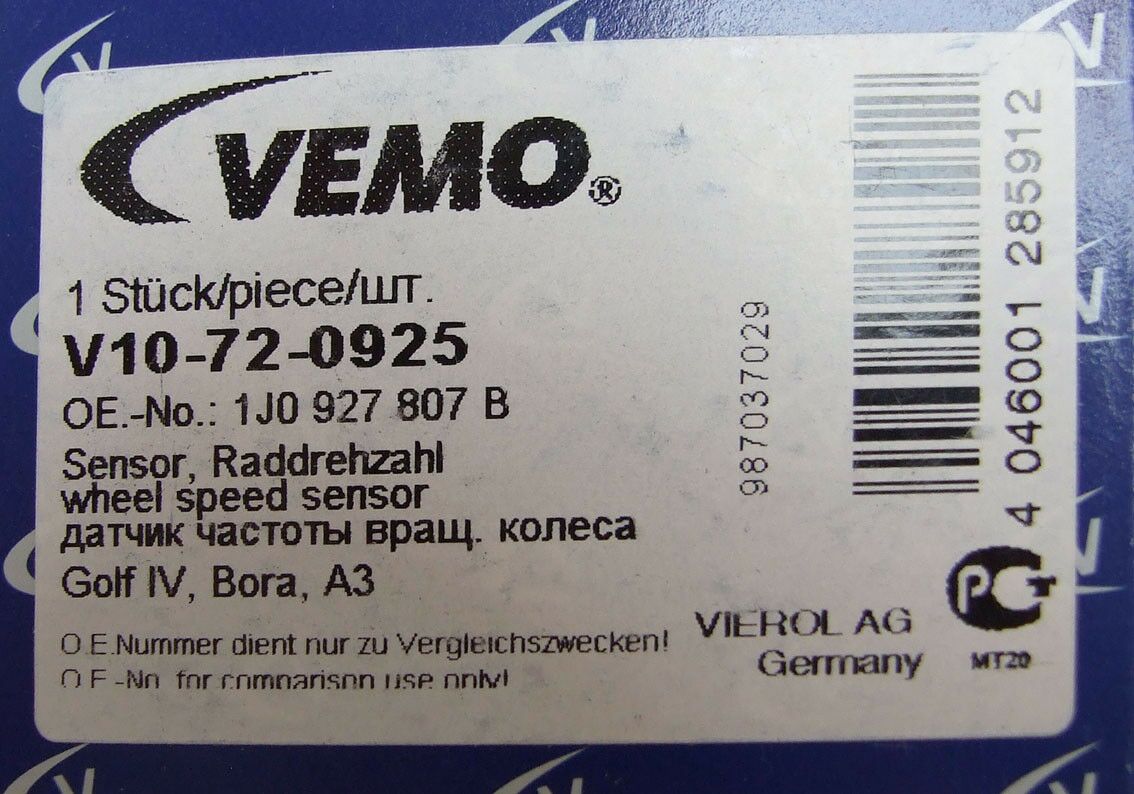 VEMO®
1 Stück/piece/шт.
V10-72-0925
OE.-No.: 1J0 927 807 B
Sensor, Raddrehzahl
wheel speed sensor
датчик частоты вращ. колеса
Golf IV, Bora, A3
O.E.Nummer dient nur zu Vergleichszwecken!
O.E.-No. for comparison use only!
987037029
4 046001 285912
VIEROL AG
Germany
РСТ
МТ20